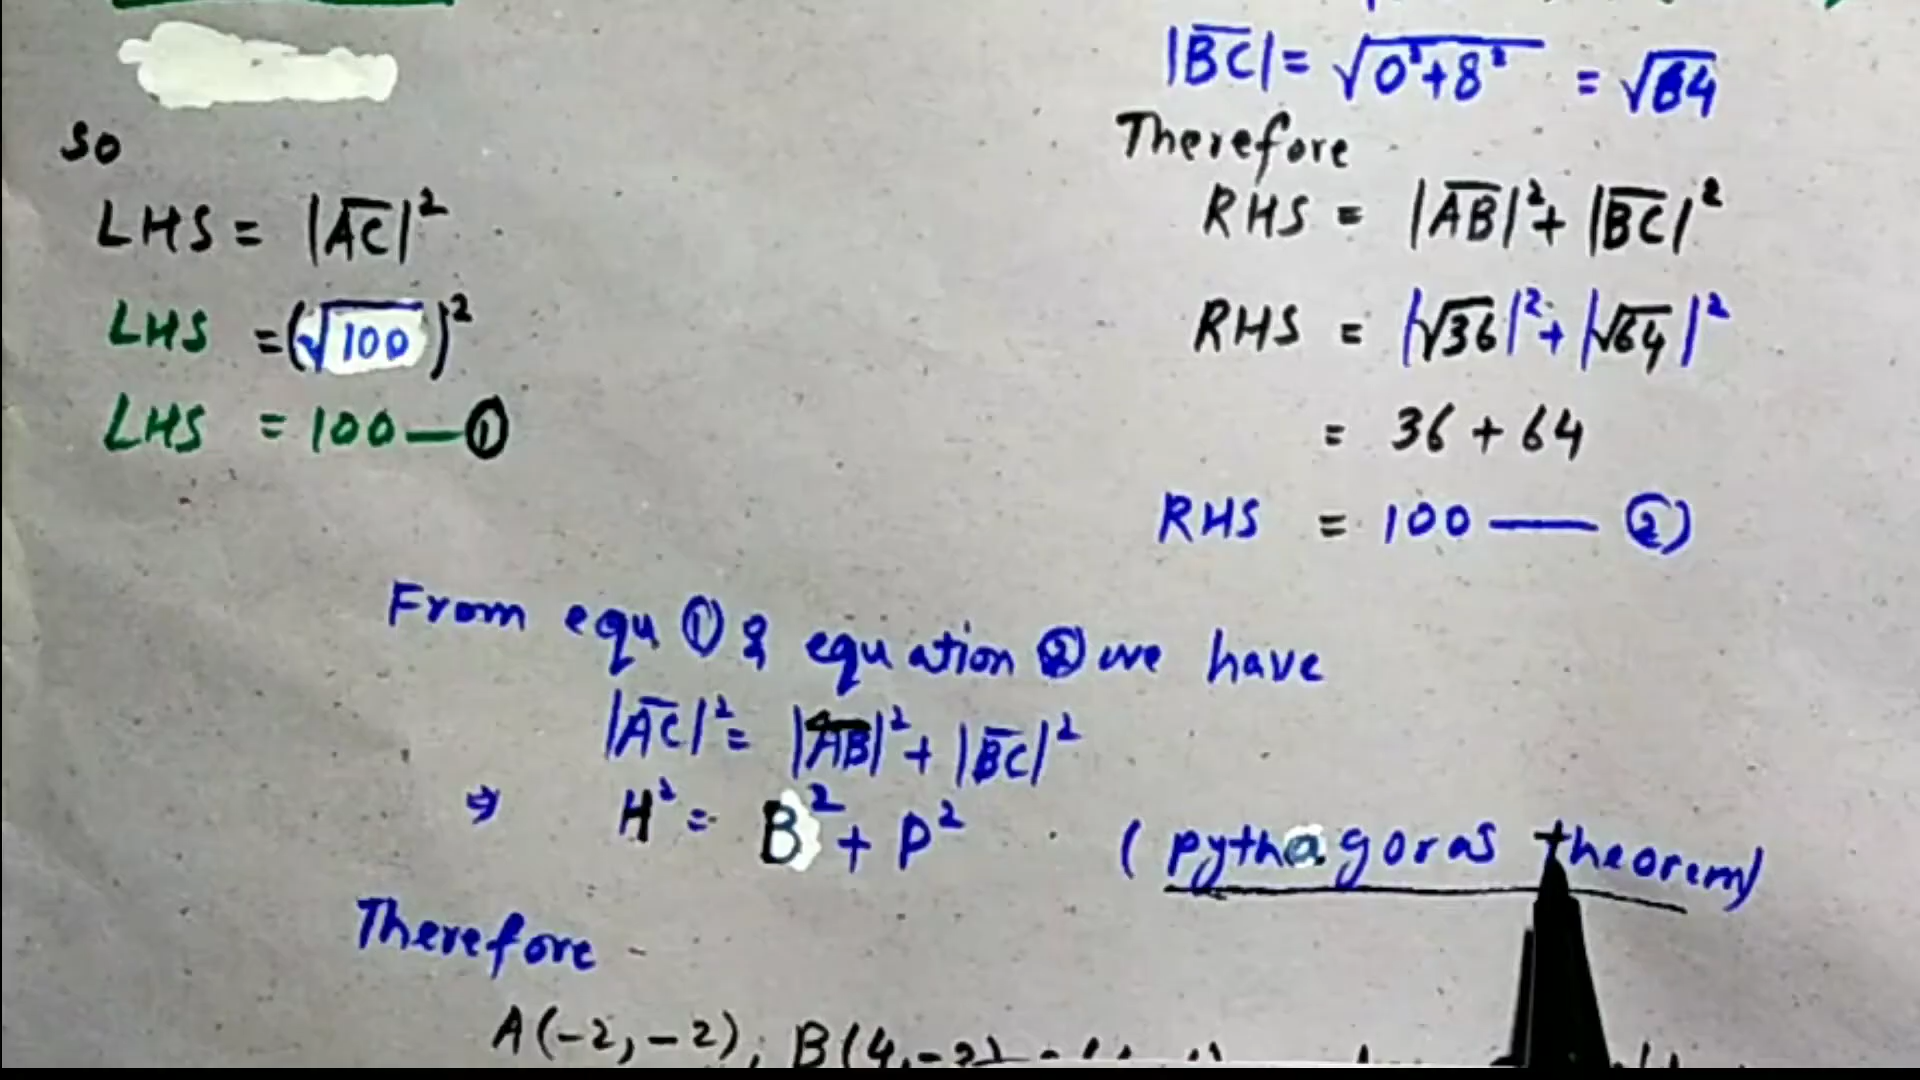 |BC| = √0²+8² = √64
Therefore
so
LHS = |AC|²
LHS = (√100)²
LHS = 100 — ①
RHS = |AB|² + |BC|²
RHS = |√36|² + |√64|²
= 36 + 64
RHS = 100 — ②
From equ ① & equation ② we have
|AC|² = |AB|² + |BC|²
⇒ H² = B² + P² (pythagoras theorem)
Therefore
A(-2,-2), B(4,-2)